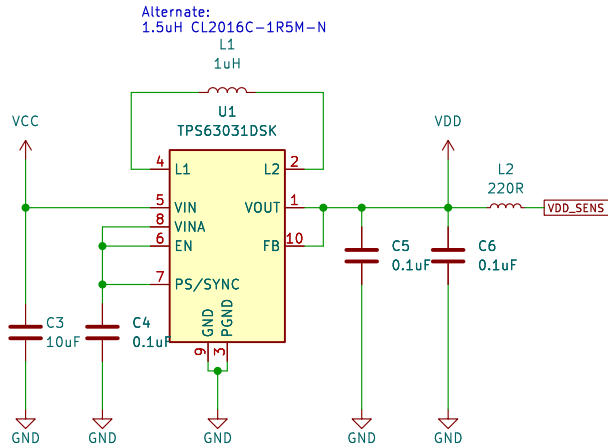 Alternate:
1.5uH CL2016C-1R5M-N
L1
1uH
U1
TPS63031DSK
VCC
VDD
4 L1
L2 2
L2
220R
5 VIN
VOUT 1
VDD_SENS
8 VINA
6 EN
FB 10
C5
0.1uF
C6
0.1uF
7 PS/SYNC
GND
PGND
9
3
C3
10uF
C4
0.1uF
GND
GND
GND
GND
GND